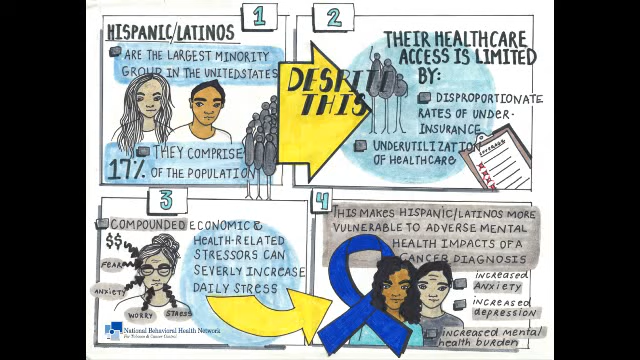 1
HISPANIC/LATINOS
ARE THE LARGEST MINORITY
GROUP IN THE UNITED STATES
17% THEY COMPRISE
OF THE POPULATION
DESPITE
THIS
2
THEIR HEALTHCARE
ACCESS IS LIMITED
BY:
DISPROPORTIONATE
RATES OF UNDER-
INSURANCE
UNDERUTILIZATION
OF HEALTHCARE
3
COMPOUNDED ECONOMIC &
HEALTH-RELATED
STRESSORS CAN
SEVERLY INCREASE
DAILY STRESS
$$
FEAR
ANXIETY
WORRY
STRESS
National Behavioral Health Network
For Tobacco & Cancer Control
4
THIS MAKES HISPANIC/LATINOS MORE
VULNERABLE TO ADVERSE MENTAL
HEALTH IMPACTS OF A
CANCER DIAGNOSIS
increased
ANXIETY
increased
depression
increased mental
health burden